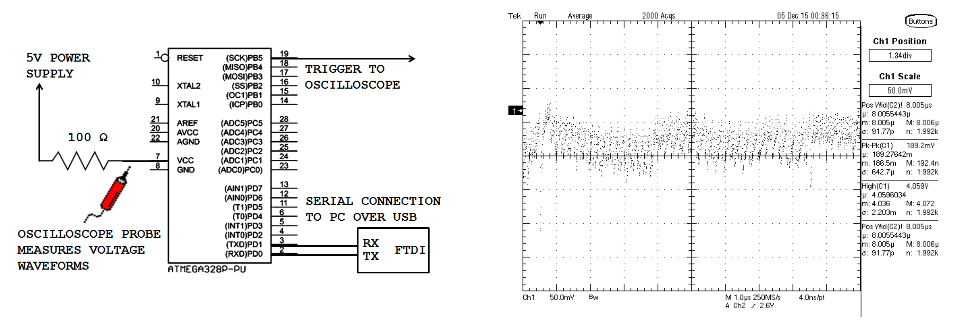 5V POWER
SUPPLY
100 Ω
OSCILLOSCOPE PROBE
MEASURES VOLTAGE
WAVEFORMS
1 RESET
10 XTAL2
9 XTAL1
21 AREF
20 AVCC
22 AGND
7 VCC
8 GND
(SCK)PB5 19
(MISO)PB4 18
(MOSI)PB3 17
(SS)PB2 16
(OC1)PB1 15
(ICP)PB0 14
(ADC5)PC5 28
(ADC4)PC4 27
(ADC3)PC3 26
(ADC2)PC2 25
(ADC1)PC1 24
(ADC0)PC0 23
(AIN1)PD7 13
(AIN0)PD6 12
(T1)PD5 11
(T0)PD4 6
(INT1)PD3 5
(INT0)PD2 4
(TXD)PD1 3
(RXD)PD0 2
ATMEGA328P-PU
TRIGGER TO
OSCILLOSCOPE
SERIAL CONNECTION
TO PC OVER USB
RX
TX
FTDI
Tek Run Average 2000 Acqs 05 Dec 15 00:36:15
Buttons
1
Ch1 Position
1.34div
Ch1 Scale
50.0mV
Pos Wid(C2)! 8.005µs
µ: 8.0055443µ
m: 8.005µ M: 8.006µ
σ: 91.77p n: 1.992k
Pk-Pk(C1) 189.2mV
µ: 189.27642m
m: 186.5m M: 192.4m
σ: 642.7µ n: 1.992k
High(C1) 4.059V
µ: 4.0596034
m: 4.036 M: 4.072
σ: 2.203m n: 1.992k
Pos Wid(C2)! 8.005µs
µ: 8.0055443µ
m: 8.005µ M: 8.006µ
σ: 91.77p n: 1.992k
Ch1 50.0mV Bw
M 1.0µs 250MS/s 4.0ns/pt
A Ch2 2.6V